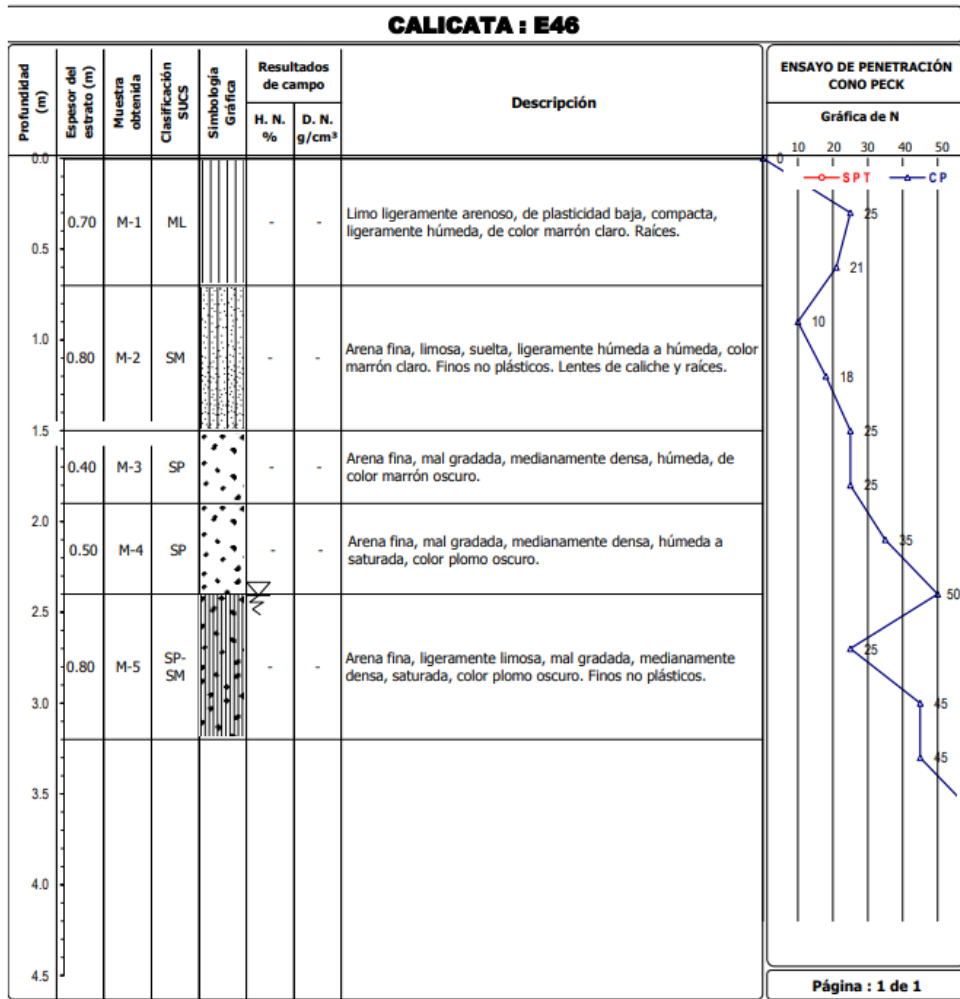 CALICATA : E46
Profundidad (m)
Espesor del estrato (m)
Muestra obtenida
Clasificación SUCS
Simbología Gráfica
Resultados de campo
H. N. %
D. N. g/cm³
Descripción
ENSAYO DE PENETRACIÓN
CONO PECK
Gráfica de N
0 10 20 30 40 50
SPT CP
0.0
0.70 M-1 ML - - Limo ligeramente arenoso, de plasticidad baja, compacta,
ligeramente húmeda, de color marrón claro. Raíces.
25
0.5
21
10
1.0
0.80 M-2 SM - - Arena fina, limosa, suelta, ligeramente húmeda a húmeda, color
marrón claro. Finos no plásticos. Lentes de caliche y raíces.
18
1.5
25
0.40 M-3 SP - - Arena fina, mal gradada, medianamente densa, húmeda, de
color marrón oscuro.
25
2.0
0.50 M-4 SP - - Arena fina, mal gradada, medianamente densa, húmeda a
saturada, color plomo oscuro.
35
50
2.5
25
0.80 M-5 SP-
SM - - Arena fina, ligeramente limosa, mal gradada, medianamente
densa, saturada, color plomo oscuro. Finos no plásticos.
3.0
45
45
3.5
4.0
4.5
Página : 1 de 1